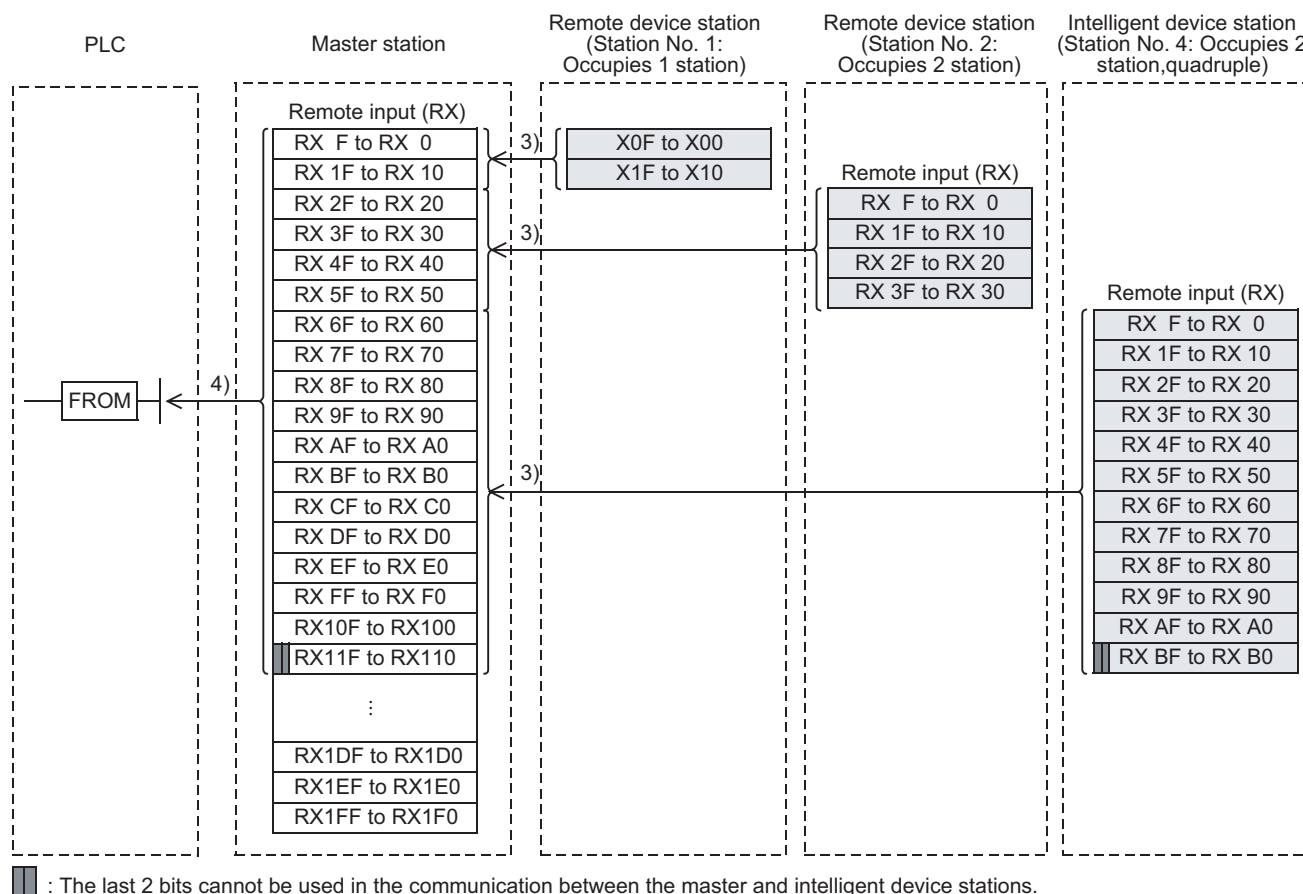 PLC
Master station
Remote device station
(Station No. 1:
Occupies 1 station)
Remote device station
(Station No. 2:
Occupies 2 station)
Intelligent device station
(Station No. 4: Occupies 2
station,quadruple)
Remote input (RX)
RX F to RX 0
RX 1F to RX 10
RX 2F to RX 20
RX 3F to RX 30
RX 4F to RX 40
RX 5F to RX 50
RX 6F to RX 60
RX 7F to RX 70
RX 8F to RX 80
RX 9F to RX 90
RX AF to RX A0
RX BF to RX B0
RX CF to RX C0
RX DF to RX D0
RX EF to RX E0
RX FF to RX F0
RX10F to RX100
RX11F to RX110
⋮
RX1DF to RX1D0
RX1EF to RX1E0
RX1FF to RX1F0
FROM
4)
3)
3)
3)
X0F to X00
X1F to X10
Remote input (RX)
RX F to RX 0
RX 1F to RX 10
RX 2F to RX 20
RX 3F to RX 30
Remote input (RX)
RX F to RX 0
RX 1F to RX 10
RX 2F to RX 20
RX 3F to RX 30
RX 4F to RX 40
RX 5F to RX 50
RX 6F to RX 60
RX 7F to RX 70
RX 8F to RX 80
RX 9F to RX 90
RX AF to RX A0
RX BF to RX B0
: The last 2 bits cannot be used in the communication between the master and intelligent device stations.